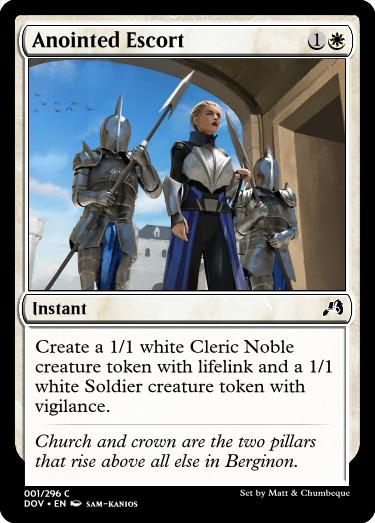 Anointed Escort 1
Instant
Create a 1/1 white Cleric Noble
creature token with lifelink and a 1/1
white Soldier creature token with
vigilance.
Church and crown are the two pillars
that rise above all else in Berginon.
001/296 C
DOV • EN SAM-KANIOS
Set by Matt & Chumbeque